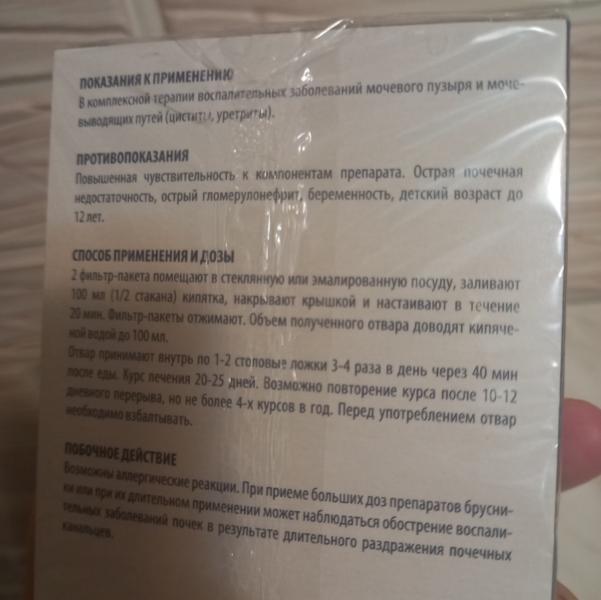 ПОКАЗАНИЯ К ПРИМЕНЕНИЮ
В комплексной терапии воспалительных заболеваний мочевого пузыря и моче-
выводящих путей (циститы, уретриты).
ПРОТИВОПОКАЗАНИЯ
Повышенная чувствительность к компонентам препарата. Острая почечная
недостаточность, острый гломерулонефрит, беременность, детский возраст до
12 лет.
СПОСОБ ПРИМЕНЕНИЯ И ДОЗЫ
2 фильтр-пакета помещают в стеклянную или эмалированную посуду, заливают
100 мл (1/2 стакана) кипятка, накрывают крышкой и настаивают в течение
20 мин. Фильтр-пакеты отжимают. Объем полученного отвара доводят кипяче-
ной водой до 100 мл.
Отвар принимают внутрь по 1-2 столовые ложки 3-4 раза в день через 40 мин
после еды. Курс лечения 20-25 дней. Возможно повторение курса после 10-12
дневного перерыва, но не более 4-х курсов в год. Перед употреблением отвар
необходимо взбалтывать.
ПОБОЧНОЕ ДЕЙСТВИЕ
Возможны аллергические реакции. При приеме больших доз препаратов брусни-
ки или при их длительном применении может наблюдаться обострение воспали-
тельных заболеваний почек в результате длительного раздражения почечных
канальцев.